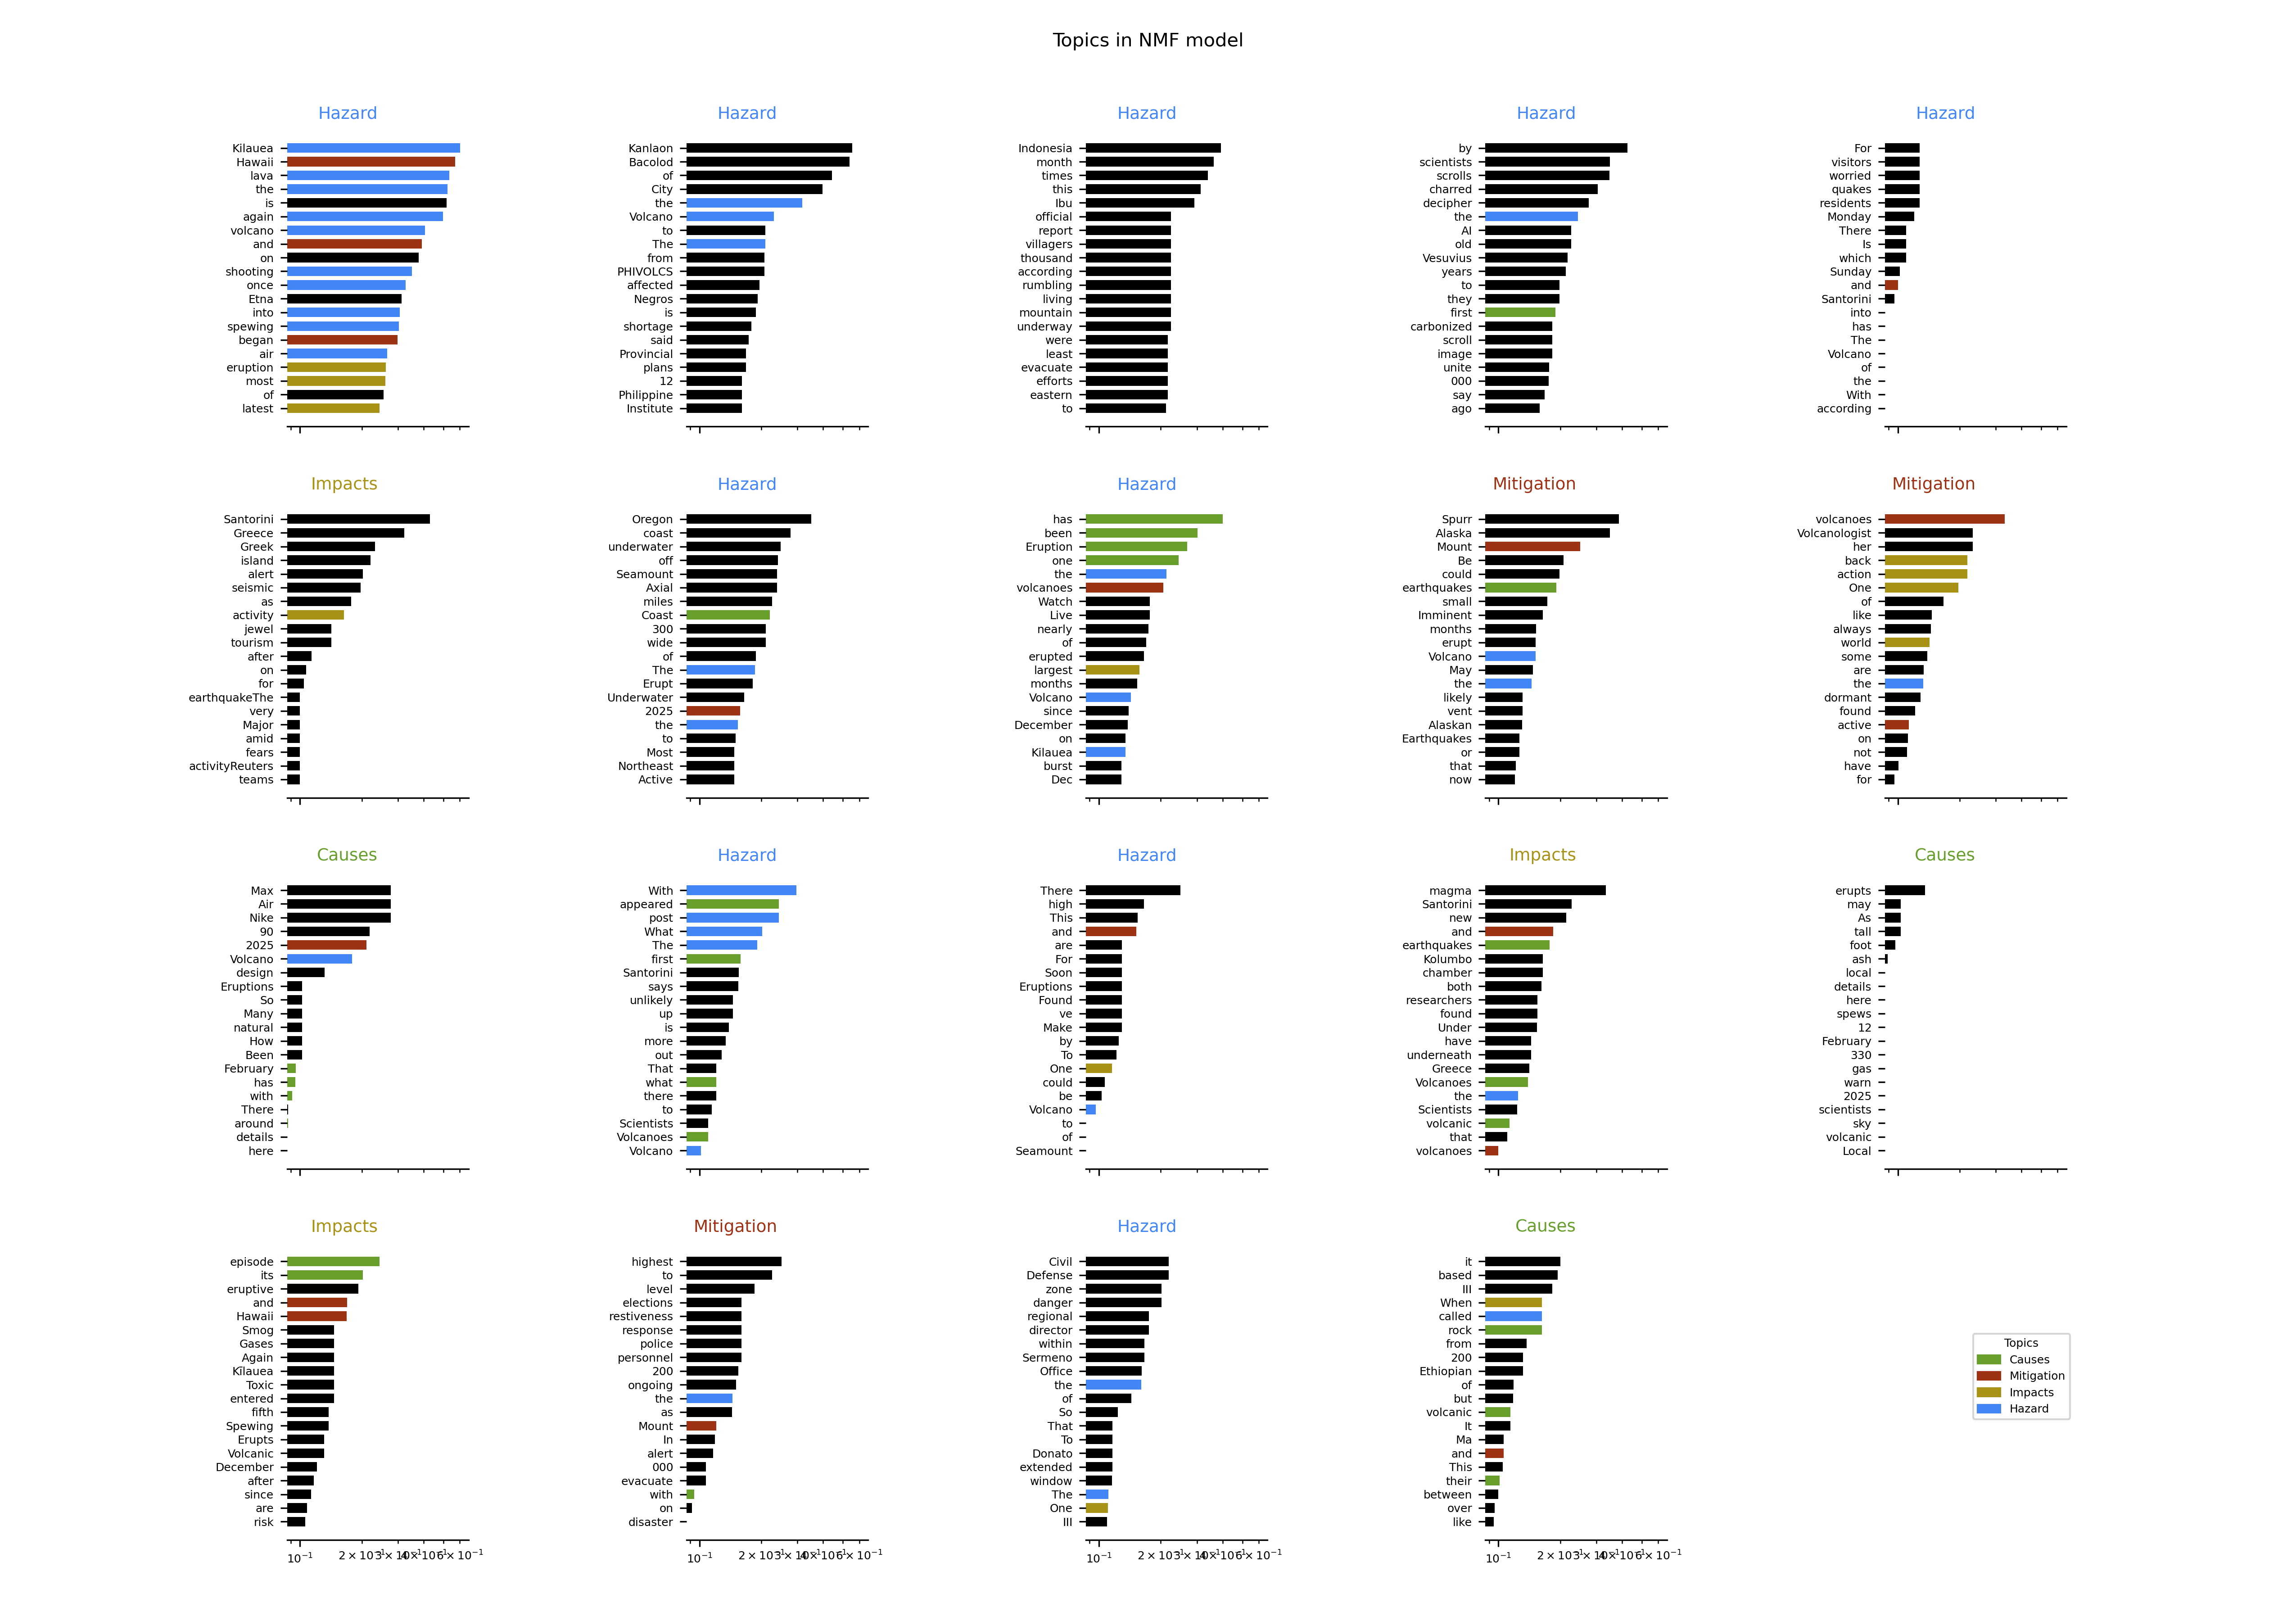 Topics in NMF model
Hazard
Kilauea
Hawaii
lava
the
is
again
volcano
and
on
shooting
once
Etna
into
spewing
began
air
eruption
most
of
latest
Hazard
Kanlaon
Bacolod
of
City
the
Volcano
to
The
from
PHIVOLCS
affected
Negros
is
shortage
said
Provincial
plans
12
Philippine
Institute
Hazard
Indonesia
month
times
this
Ibu
official
report
villagers
thousand
according
rumbling
living
mountain
underway
were
least
evacuate
efforts
eastern
to
Hazard
by
scientists
scrolls
charred
decipher
the
AI
old
Vesuvius
years
to
they
first
carbonized
scroll
image
unite
000
say
ago
Hazard
For
visitors
worried
quakes
residents
Monday
There
Is
which
Sunday
and
Santorini
into
has
The
Volcano
of
the
With
according
Impacts
Santorini
Greece
Greek
island
alert
seismic
as
activity
jewel
tourism
after
on
for
earthquakeThe
very
Major
amid
fears
activityReuters
teams
Hazard
Oregon
coast
underwater
off
Seamount
Axial
miles
Coast
300
wide
of
The
Erupt
Underwater
2025
the
to
Most
Northeast
Active
Hazard
has
been
Eruption
one
the
volcanoes
Watch
Live
nearly
of
erupted
largest
months
Volcano
since
December
on
Kilauea
burst
Dec
Mitigation
Spurr
Alaska
Mount
Be
could
earthquakes
small
Imminent
months
erupt
Volcano
May
the
likely
vent
Alaskan
Earthquakes
or
that
now
Mitigation
volcanoes
Volcanologist
her
back
action
One
of
like
always
world
some
are
the
dormant
found
active
on
not
have
for
Causes
Max
Air
Nike
90
2025
Volcano
design
Eruptions
So
Many
natural
How
Been
February
has
with
There
around
details
here
Hazard
With
appeared
post
What
The
first
Santorini
says
unlikely
up
is
more
out
That
what
there
to
Scientists
Volcanoes
Volcano
Hazard
There
high
This
and
are
For
Soon
Eruptions
Found
ve
Make
by
To
One
could
be
Volcano
to
of
Seamount
Impacts
magma
Santorini
new
and
earthquakes
Kolumbo
chamber
both
researchers
found
Under
have
underneath
Greece
Volcanoes
the
Scientists
volcanic
that
volcanoes
Causes
erupts
may
As
tall
foot
ash
local
details
here
spews
12
February
330
gas
warn
2025
scientists
sky
volcanic
Local
Impacts
episode
its
eruptive
and
Hawaii
Smog
Gases
Again
Kīlauea
Toxic
entered
fifth
Spewing
Erupts
Volcanic
December
after
since
are
risk
10⁻¹
Mitigation
highest
to
level
elections
restiveness
response
police
personnel
200
ongoing
the
as
Mount
In
alert
000
evacuate
with
on
disaster
10⁻¹
Hazard
Civil
Defense
zone
danger
regional
director
within
Sermeno
Office
the
of
So
That
To
Donato
extended
window
The
One
III
10⁻¹
Causes
it
based
III
When
called
rock
from
200
Ethiopian
of
but
volcanic
It
Ma
and
This
their
between
over
like
10⁻¹
Topics
Causes
Mitigation
Impacts
Hazard